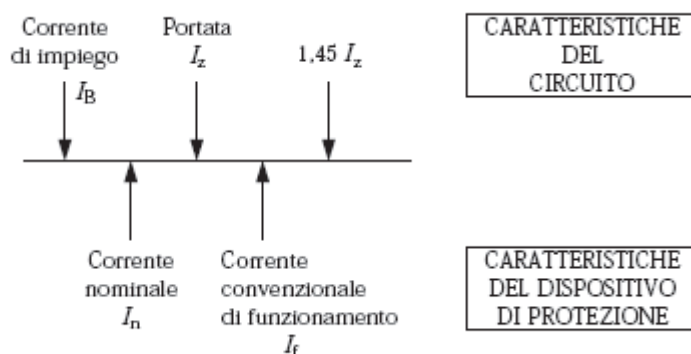 Corrente
di impiego
I_B
Portata
I_z
1,45 I_z
CARATTERISTICHE
DEL
CIRCUITO
Corrente
nominale
I_n
Corrente
convenzionale
di funzionamento
I_f
CARATTERISTICHE
DEL DISPOSITIVO
DI PROTEZIONE